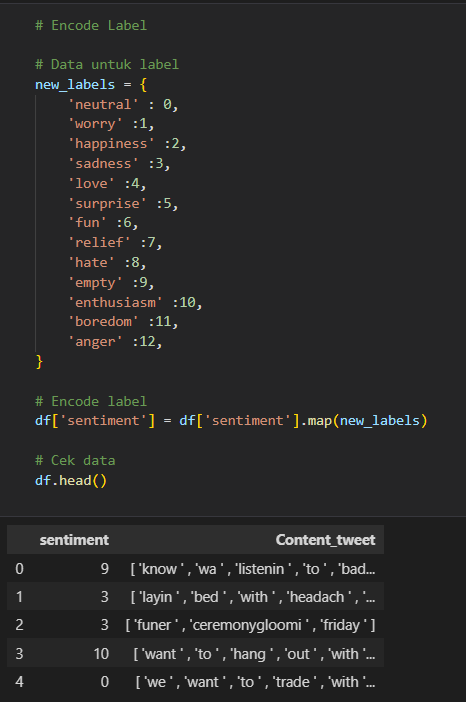 # Encode Label
# Data untuk label
new_labels = {
'neutral' : 0,
'worry' :1,
'happiness' :2,
'sadness' :3,
'love' :4,
'surprise' :5,
'fun' :6,
'relief' :7,
'hate' :8,
'empty' :9,
'enthusiasm' :10,
'boredom' :11,
'anger' :12,
}
# Encode label
df['sentiment'] = df['sentiment'].map(new_labels)
# Cek data
df.head()
sentiment Content_tweet
0 9 ['know ' , 'wa ' , 'listenin ' , 'to ' , 'bad...
1 3 ['layin ' , 'bed ' , 'with ' , 'headach ' , '...
2 3 ['funer ' , 'ceremonygloomi ' , 'friday ' ]
3 10 ['want ' , 'to ' , 'hang ' , 'out ' , 'with '...
4 0 ['we ' , 'want ' , 'to ' , 'trade ' , 'with '...